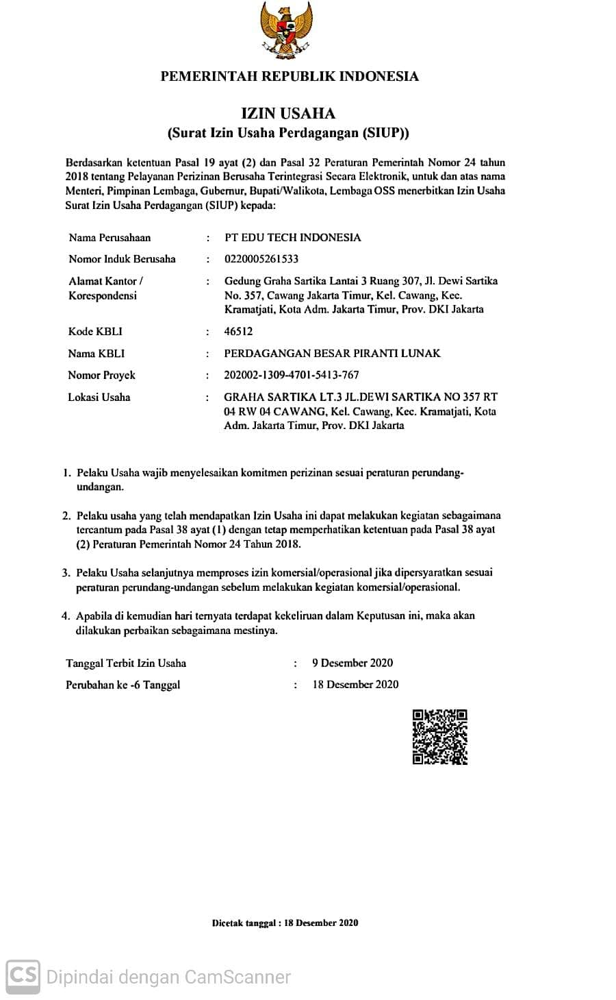 PEMERINTAH REPUBLIK INDONESIA
IZIN USAHA
(Surat Izin Usaha Perdagangan (SIUP))
Berdasarkan ketentuan Pasal 19 ayat (2) dan Pasal 32 Peraturan Pemerintah Nomor 24 tahun
2018 tentang Pelayanan Perizinan Berusaha Terintegrasi Secara Elektronik, untuk dan atas nama
Menteri, Pimpinan Lembaga, Gubernur, Bupati/Walikota, Lembaga OSS menerbitkan Izin Usaha
Surat Izin Usaha Perdagangan (SIUP) kepada:
Nama Perusahaan : PT EDU TECH INDONESIA
Nomor Induk Berusaha : 0220005261533
Alamat Kantor / : Gedung Graha Sartika Lantai 3 Ruang 307, Jl. Dewi Sartika
Korespondensi No. 357, Cawang Jakarta Timur, Kel. Cawang, Kec.
Kramatjati, Kota Adm. Jakarta Timur, Prov. DKI Jakarta
Kode KBLI : 46512
Nama KBLI : PERDAGANGAN BESAR PIRANTI LUNAK
Nomor Proyek : 202002-1309-4701-5413-767
Lokasi Usaha : GRAHA SARTIKA LT.3 JL.DEWI SARTIKA NO 357 RT
04 RW 04 CAWANG, Kel. Cawang, Kec. Kramatjati, Kota
Adm. Jakarta Timur, Prov. DKI Jakarta
1. Pelaku Usaha wajib menyelesaikan komitmen perizinan sesuai peraturan perundang-
undangan.
2. Pelaku usaha yang telah mendapatkan Izin Usaha ini dapat melakukan kegiatan sebagaimana
tercantum pada Pasal 38 ayat (1) dengan tetap memperhatikan ketentuan pada Pasal 38 ayat
(2) Peraturan Pemerintah Nomor 24 Tahun 2018.
3. Pelaku Usaha selanjutnya memproses izin komersial/operasional jika dipersyaratkan sesuai
peraturan perundang-undangan sebelum melakukan kegiatan komersial/operasional.
4. Apabila di kemudian hari ternyata terdapat kekeliruan dalam Keputusan ini, maka akan
dilakukan perbaikan sebagaimana mestinya.
Tanggal Terbit Izin Usaha : 9 Desember 2020
Perubahan ke -6 Tanggal : 18 Desember 2020
Dicetak tanggal : 18 Desember 2020
CS Dipindai dengan CamScanner